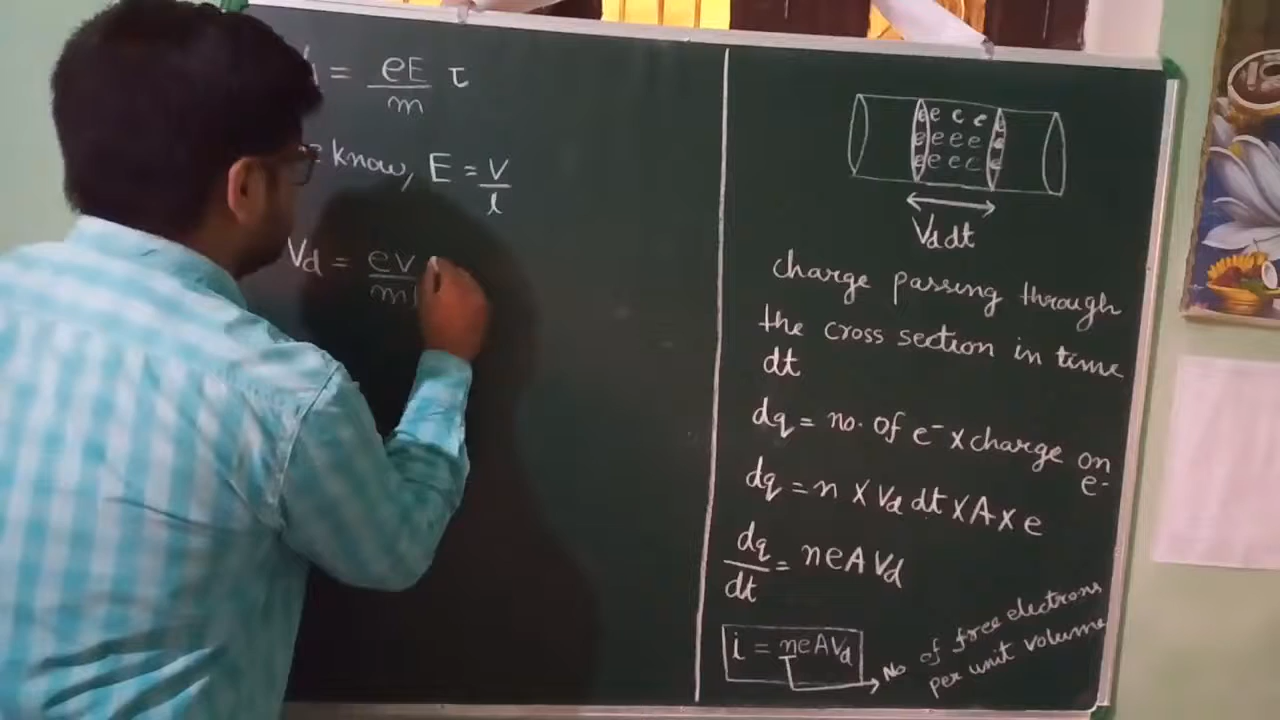 = eE/m τ
know, E = V/l
Vd = eV/ml
e e c e e
e e e e e
e e e c e
Vd dt
charge passing through
the cross section in time
dt
dq = no. of e⁻ x charge on
e⁻
dq = n x Vd dt x A x e
dq/dt = neAVd
i = neAVd
No. of free electrons
per unit volume